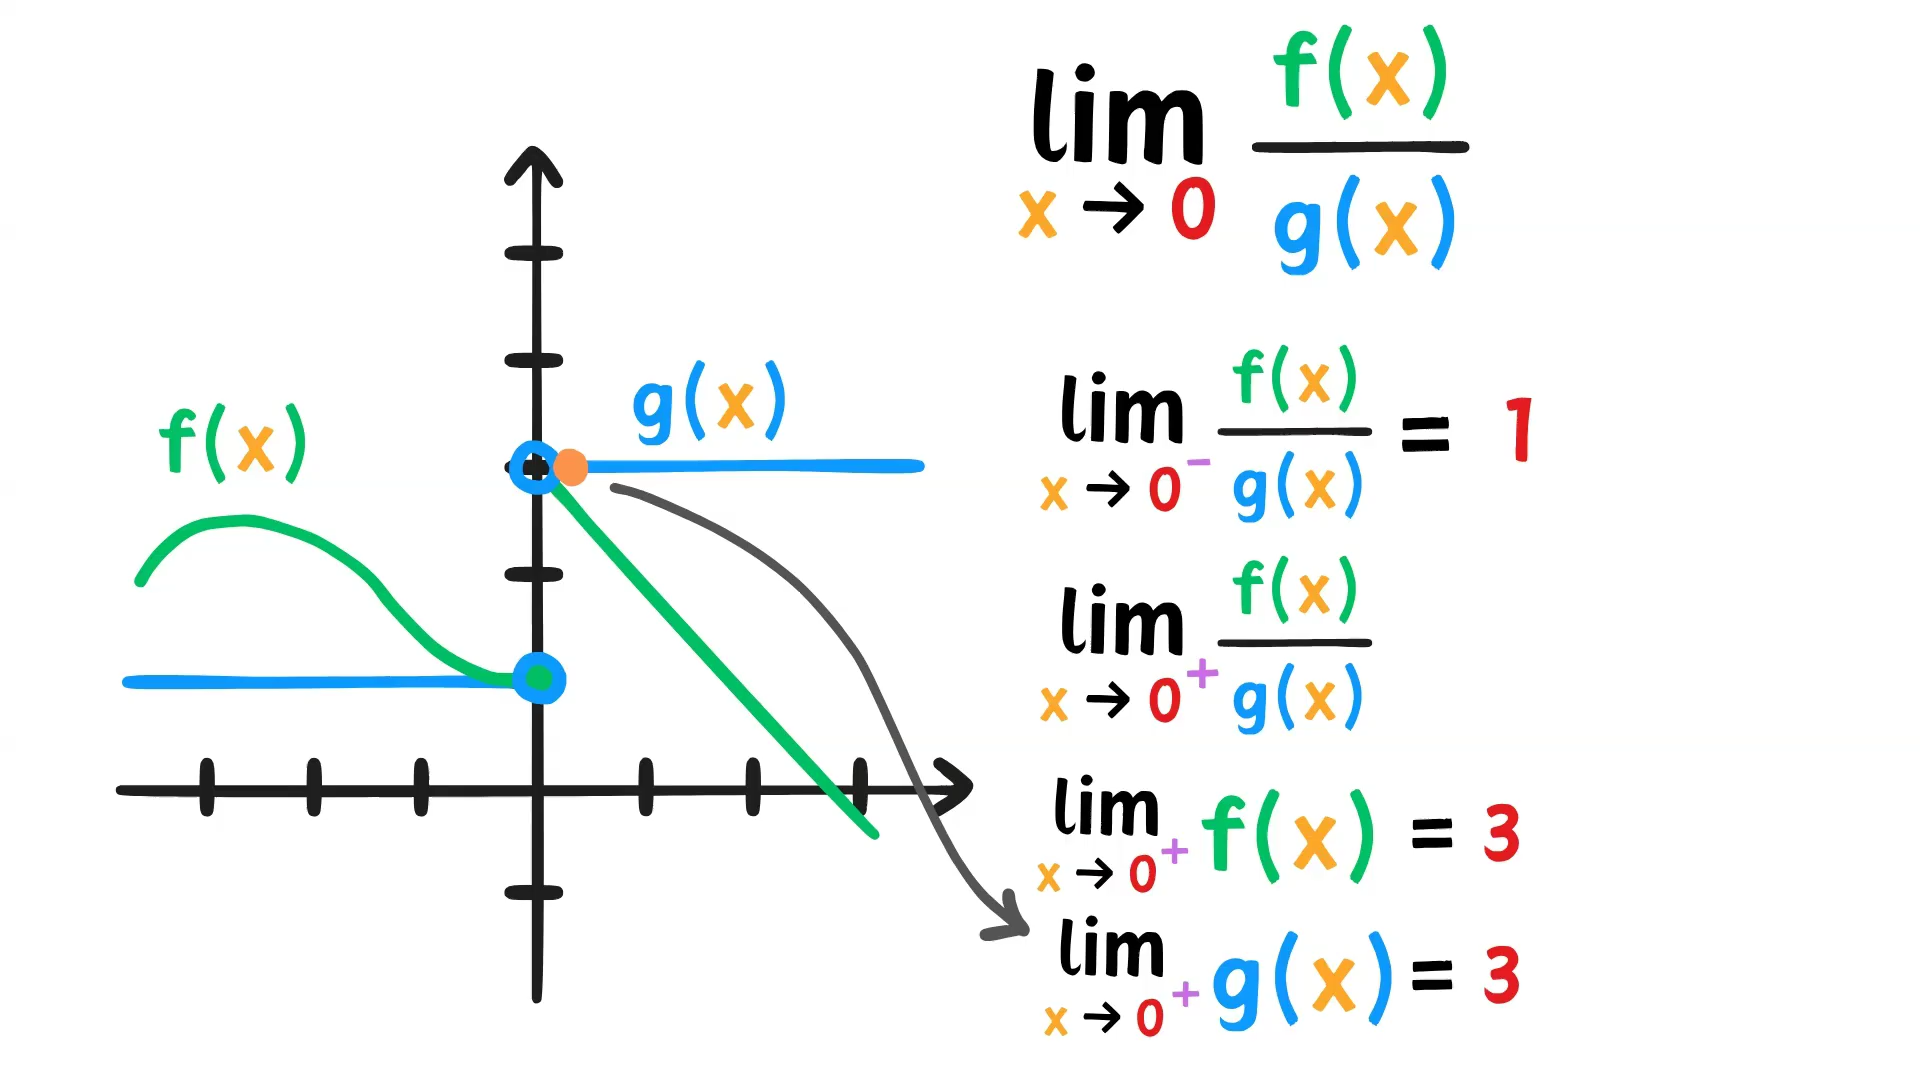 lim f(x)
x → 0 g(x)
g(x)
f(x)
lim f(x) = 1
x → 0⁻ g(x)
lim f(x)
x → 0⁺ g(x)
lim f(x) = 3
x → 0⁺
lim g(x) = 3
x → 0⁺